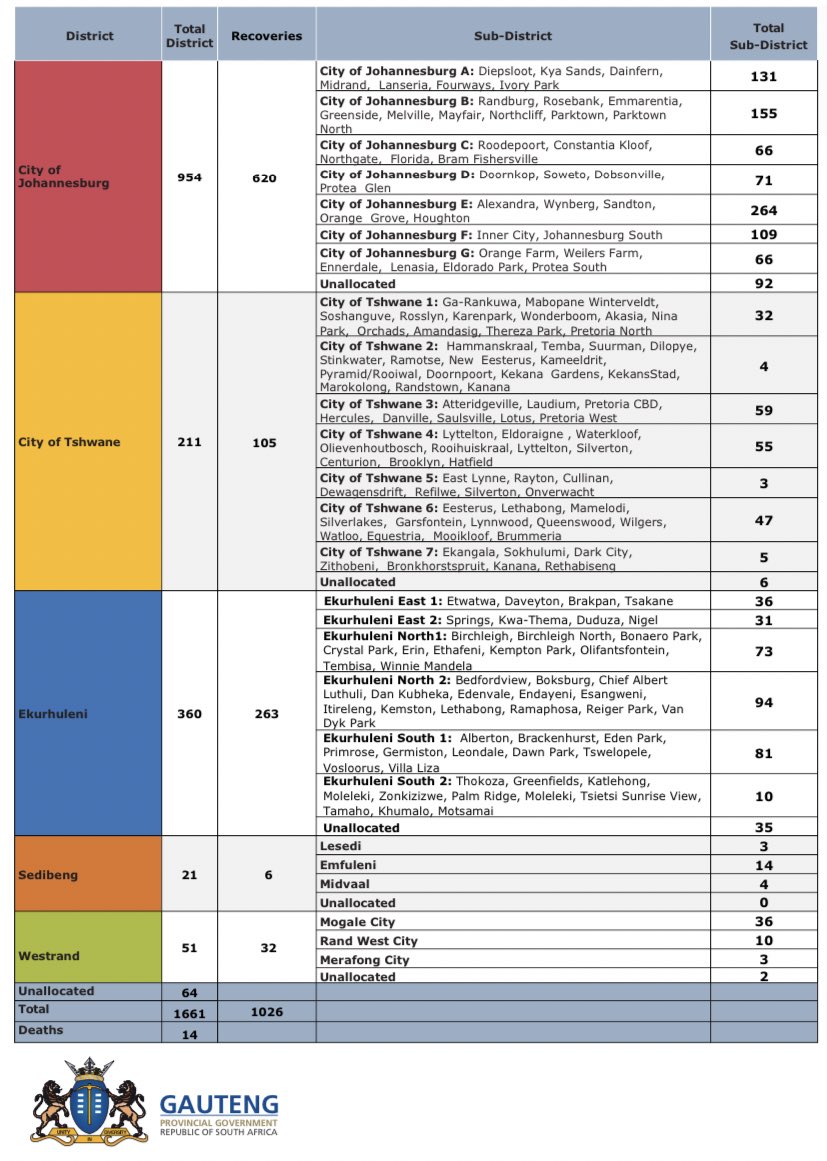 District
Total
District
Recoveries
Sub-District
Total
Sub-District
City of
Johannesburg
954
620
City of Johannesburg A: Diepsloot, Kya Sands, Dainfern,
Midrand, Lanseria, Fourways, Ivory Park
131
City of Johannesburg B: Randburg, Rosebank, Emmarentia,
Greenside, Melville, Mayfair, Northcliff, Parktown, Parktown
North
155
City of Johannesburg C: Roodepoort, Constantia Kloof,
Northgate, Florida, Bram Fishersville
66
City of Johannesburg D: Doornkop, Soweto, Dobsonville,
Protea Glen
71
City of Johannesburg E: Alexandra, Wynberg, Sandton,
Orange Grove, Houghton
264
City of Johannesburg F: Inner City, Johannesburg South
109
City of Johannesburg G: Orange Farm, Weilers Farm,
Ennerdale, Lenasia, Eldorado Park, Protea South
66
Unallocated
92
City of Tshwane
211
105
City of Tshwane 1: Ga-Rankuwa, Mabopane Winterveldt,
Soshanguve, Rosslyn, Karenpark, Wonderboom, Akasia, Nina
Park, Orchads, Amandasig, Thereza Park, Pretoria North
32
City of Tshwane 2: Hammanskraal, Temba, Suurman, Dilopye,
Stinkwater, Ramotse, New Eesterus, Kameeldrit,
Pyramid/Rooiwal, Doornpoort, Kekana Gardens, KekansStad,
Marokolong, Randstown, Kanana
4
City of Tshwane 3: Atteridgeville, Laudium, Pretoria CBD,
Hercules, Danville, Saulsville, Lotus, Pretoria West
59
City of Tshwane 4: Lyttelton, Eldoraigne , Waterkloof,
Olievenhoutbosch, Rooihuiskraal, Lyttelton, Silverton,
Centurion, Brooklyn, Hatfield
55
City of Tshwane 5: East Lynne, Rayton, Cullinan,
Dewagensdrift, Refilwe, Silverton, Onverwacht
3
City of Tshwane 6: Eesterus, Lethabong, Mamelodi,
Silverlakes, Garsfontein, Lynnwood, Queenswood, Wilgers,
Watloo, Equestria, Mooikloof, Brummeria
47
City of Tshwane 7: Ekangala, Sokhulumi, Dark City,
Zithobeni, Bronkhorstspruit, Kanana, Rethabiseng
5
Unallocated
6
Ekurhuleni
360
263
Ekurhuleni East 1: Etwatwa, Daveyton, Brakpan, Tsakane
36
Ekurhuleni East 2: Springs, Kwa-Thema, Duduza, Nigel
31
Ekurhuleni North1: Birchleigh, Birchleigh North, Bonaero Park,
Crystal Park, Erin, Ethafeni, Kempton Park, Olifantsfontein,
Tembisa, Winnie Mandela
73
Ekurhuleni North 2: Bedfordview, Boksburg, Chief Albert
Luthuli, Dan Kubheka, Edenvale, Endayeni, Esangweni,
Itireleng, Kemston, Lethabong, Ramaphosa, Reiger Park, Van
Dyk Park
94
Ekurhuleni South 1: Alberton, Brackenhurst, Eden Park,
Primrose, Germiston, Leondale, Dawn Park, Tswelopele,
Vosloorus, Villa Liza
81
Ekurhuleni South 2: Thokoza, Greenfields, Katlehong,
Moleleki, Zonkizizwe, Palm Ridge, Moleleki, Tsietsi Sunrise View,
Tamaho, Khumalo, Motsamai
10
Unallocated
35
Sedibeng
21
6
Lesedi
3
Emfuleni
14
Midvaal
4
Unallocated
0
Westrand
51
32
Mogale City
36
Rand West City
10
Merafong City
3
Unallocated
2
Unallocated
64
Total
1661
1026
Deaths
14
UNITY IN DIVERSITY
GAUTENG
PROVINCIAL GOVERNMENT
REPUBLIC OF SOUTH AFRICA